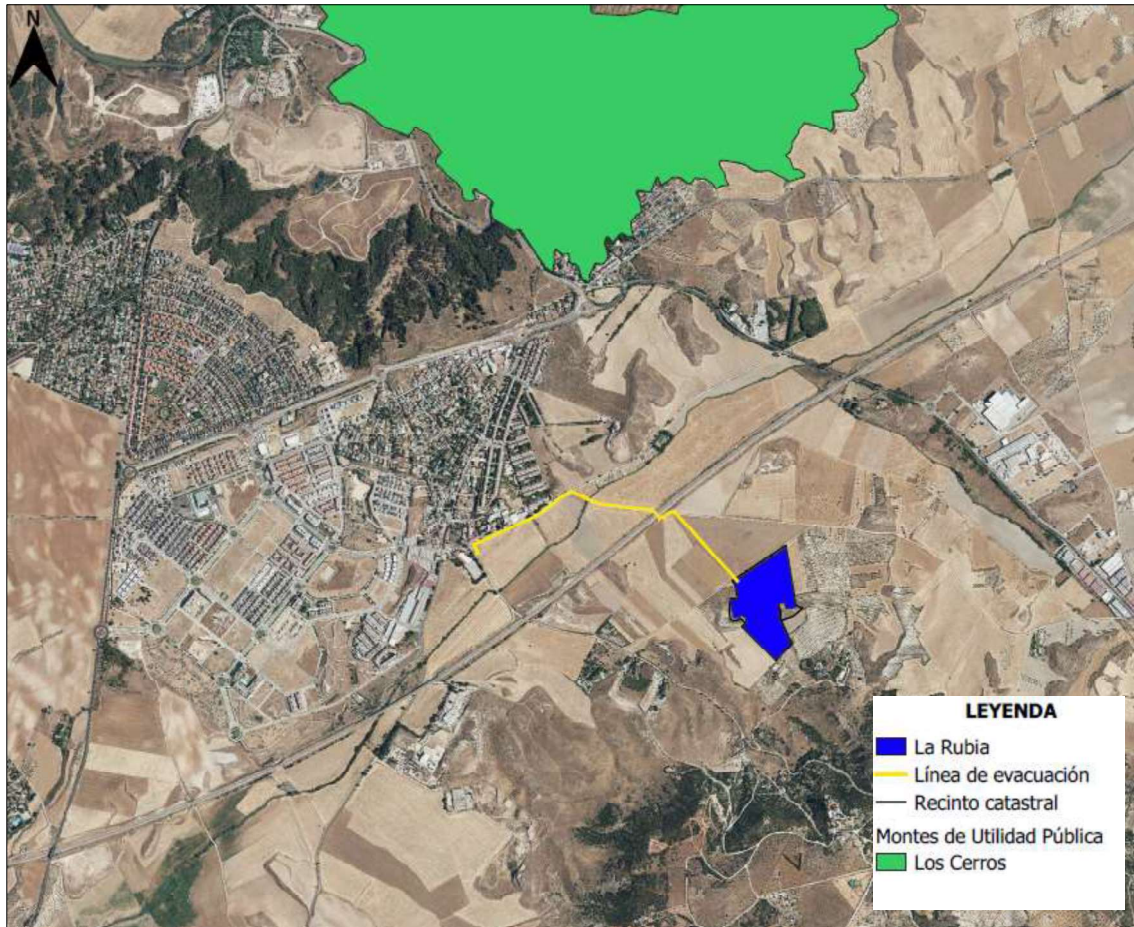 N
LEYENDA
La Rubia
Línea de evacuación
Recinto catastral
Montes de Utilidad Pública
Los Cerros